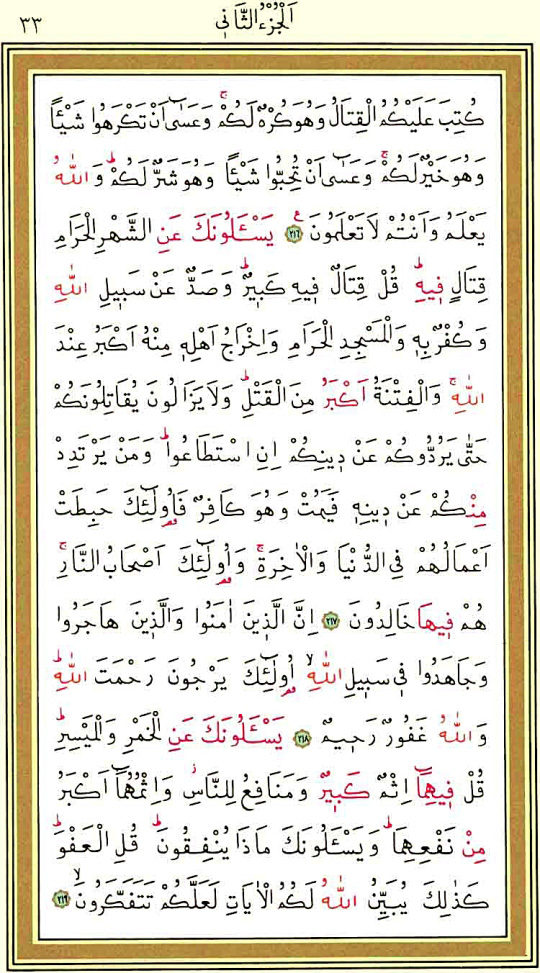 اَلْجُزْءُ الثَّانٖي
٣٣
كُتِبَ عَلَيْكُمُ الْقِتَالُ وَهُوَ كُرْهٌ لَكُمْۚ وَعَسٰٓى اَنْ تَكْرَهُوا شَيْـًٔا
وَهُوَ خَيْرٌ لَكُمْۚ وَعَسٰٓى اَنْ تُحِبُّوا شَيْـًٔا وَهُوَ شَرٌّ لَكُمْۜ وَاللّٰهُ
يَعْلَمُ وَاَنْتُمْ لَا تَعْلَمُونَ۟ ﴿٢١٦﴾ يَسْـَٔلُونَكَ عَنِ الشَّهْرِ الْحَرَامِ
قِتَالٍ فٖيهِۜ قُلْ قِتَالٌ فٖيهِ كَبٖيرٌۜ وَصَدٌّ عَنْ سَبٖيلِ اللّٰهِ
وَكُفْرٌ بِهٖ وَالْمَسْجِدِ الْحَرَامِ وَاِخْرَاجُ اَهْلِهٖ مِنْهُ اَكْبَرُ عِنْدَ
اللّٰهِۚ وَالْفِتْنَةُ اَكْبَرُ مِنَ الْقَتْلِۜ وَلَا يَزَالُونَ يُقَاتِلُونَكُمْ
حَتّٰى يَرُدُّوكُمْ عَنْ دٖينِكُمْ اِنِ اسْتَطَاعُواۜ وَمَنْ يَرْتَدِدْ
مِنْكُمْ عَنْ دٖينِهٖ فَيَمُتْ وَهُوَ كَافِرٌ فَاُو۬لٰٓئِكَ حَبِطَتْ
اَعْمَالُهُمْ فِي الدُّنْيَا وَالْاٰخِرَةِۚ وَاُو۬لٰٓئِكَ اَصْحَابُ النَّارِۚ
هُمْ فٖيهَا خَالِدُونَ ﴿٢١٧﴾ اِنَّ الَّذٖينَ اٰمَنُوا وَالَّذٖينَ هَاجَرُوا
وَجَاهَدُوا فٖي سَبٖيلِ اللّٰهِۙ اُو۬لٰٓئِكَ يَرْجُونَ رَحْمَتَ اللّٰهِۜ
وَاللّٰهُ غَفُورٌ رَحٖيمٌ ﴿٢١٨﴾ يَسْـَٔلُونَكَ عَنِ الْخَمْرِ وَالْمَيْسِرِۜ
قُلْ فٖيهِمَٓا اِثْمٌ كَبٖيرٌ وَمَنَافِعُ لِلنَّاسِۘ وَاِثْمُهُمَٓا اَكْبَرُ
مِنْ نَفْعِهِمَاۜ وَيَسْـَٔلُونَكَ مَاذَا يُنْفِقُونَۜ قُلِ الْعَفْوَۜ
كَذٰلِكَ يُبَيِّنُ اللّٰهُ لَكُمُ الْاٰيَاتِ لَعَلَّكُمْ تَتَفَكَّرُونَۙ ﴿٢١٩﴾